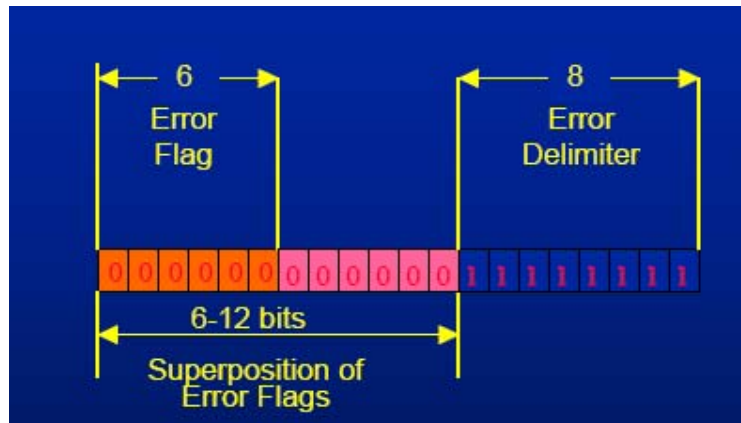 6
8
Error
Flag
Error
Delimiter
0 0 0 0 0 0 0 0 0 0 0 0 1 1 1 1 1 1 1 1
6-12 bits
Superposition of
Error Flags